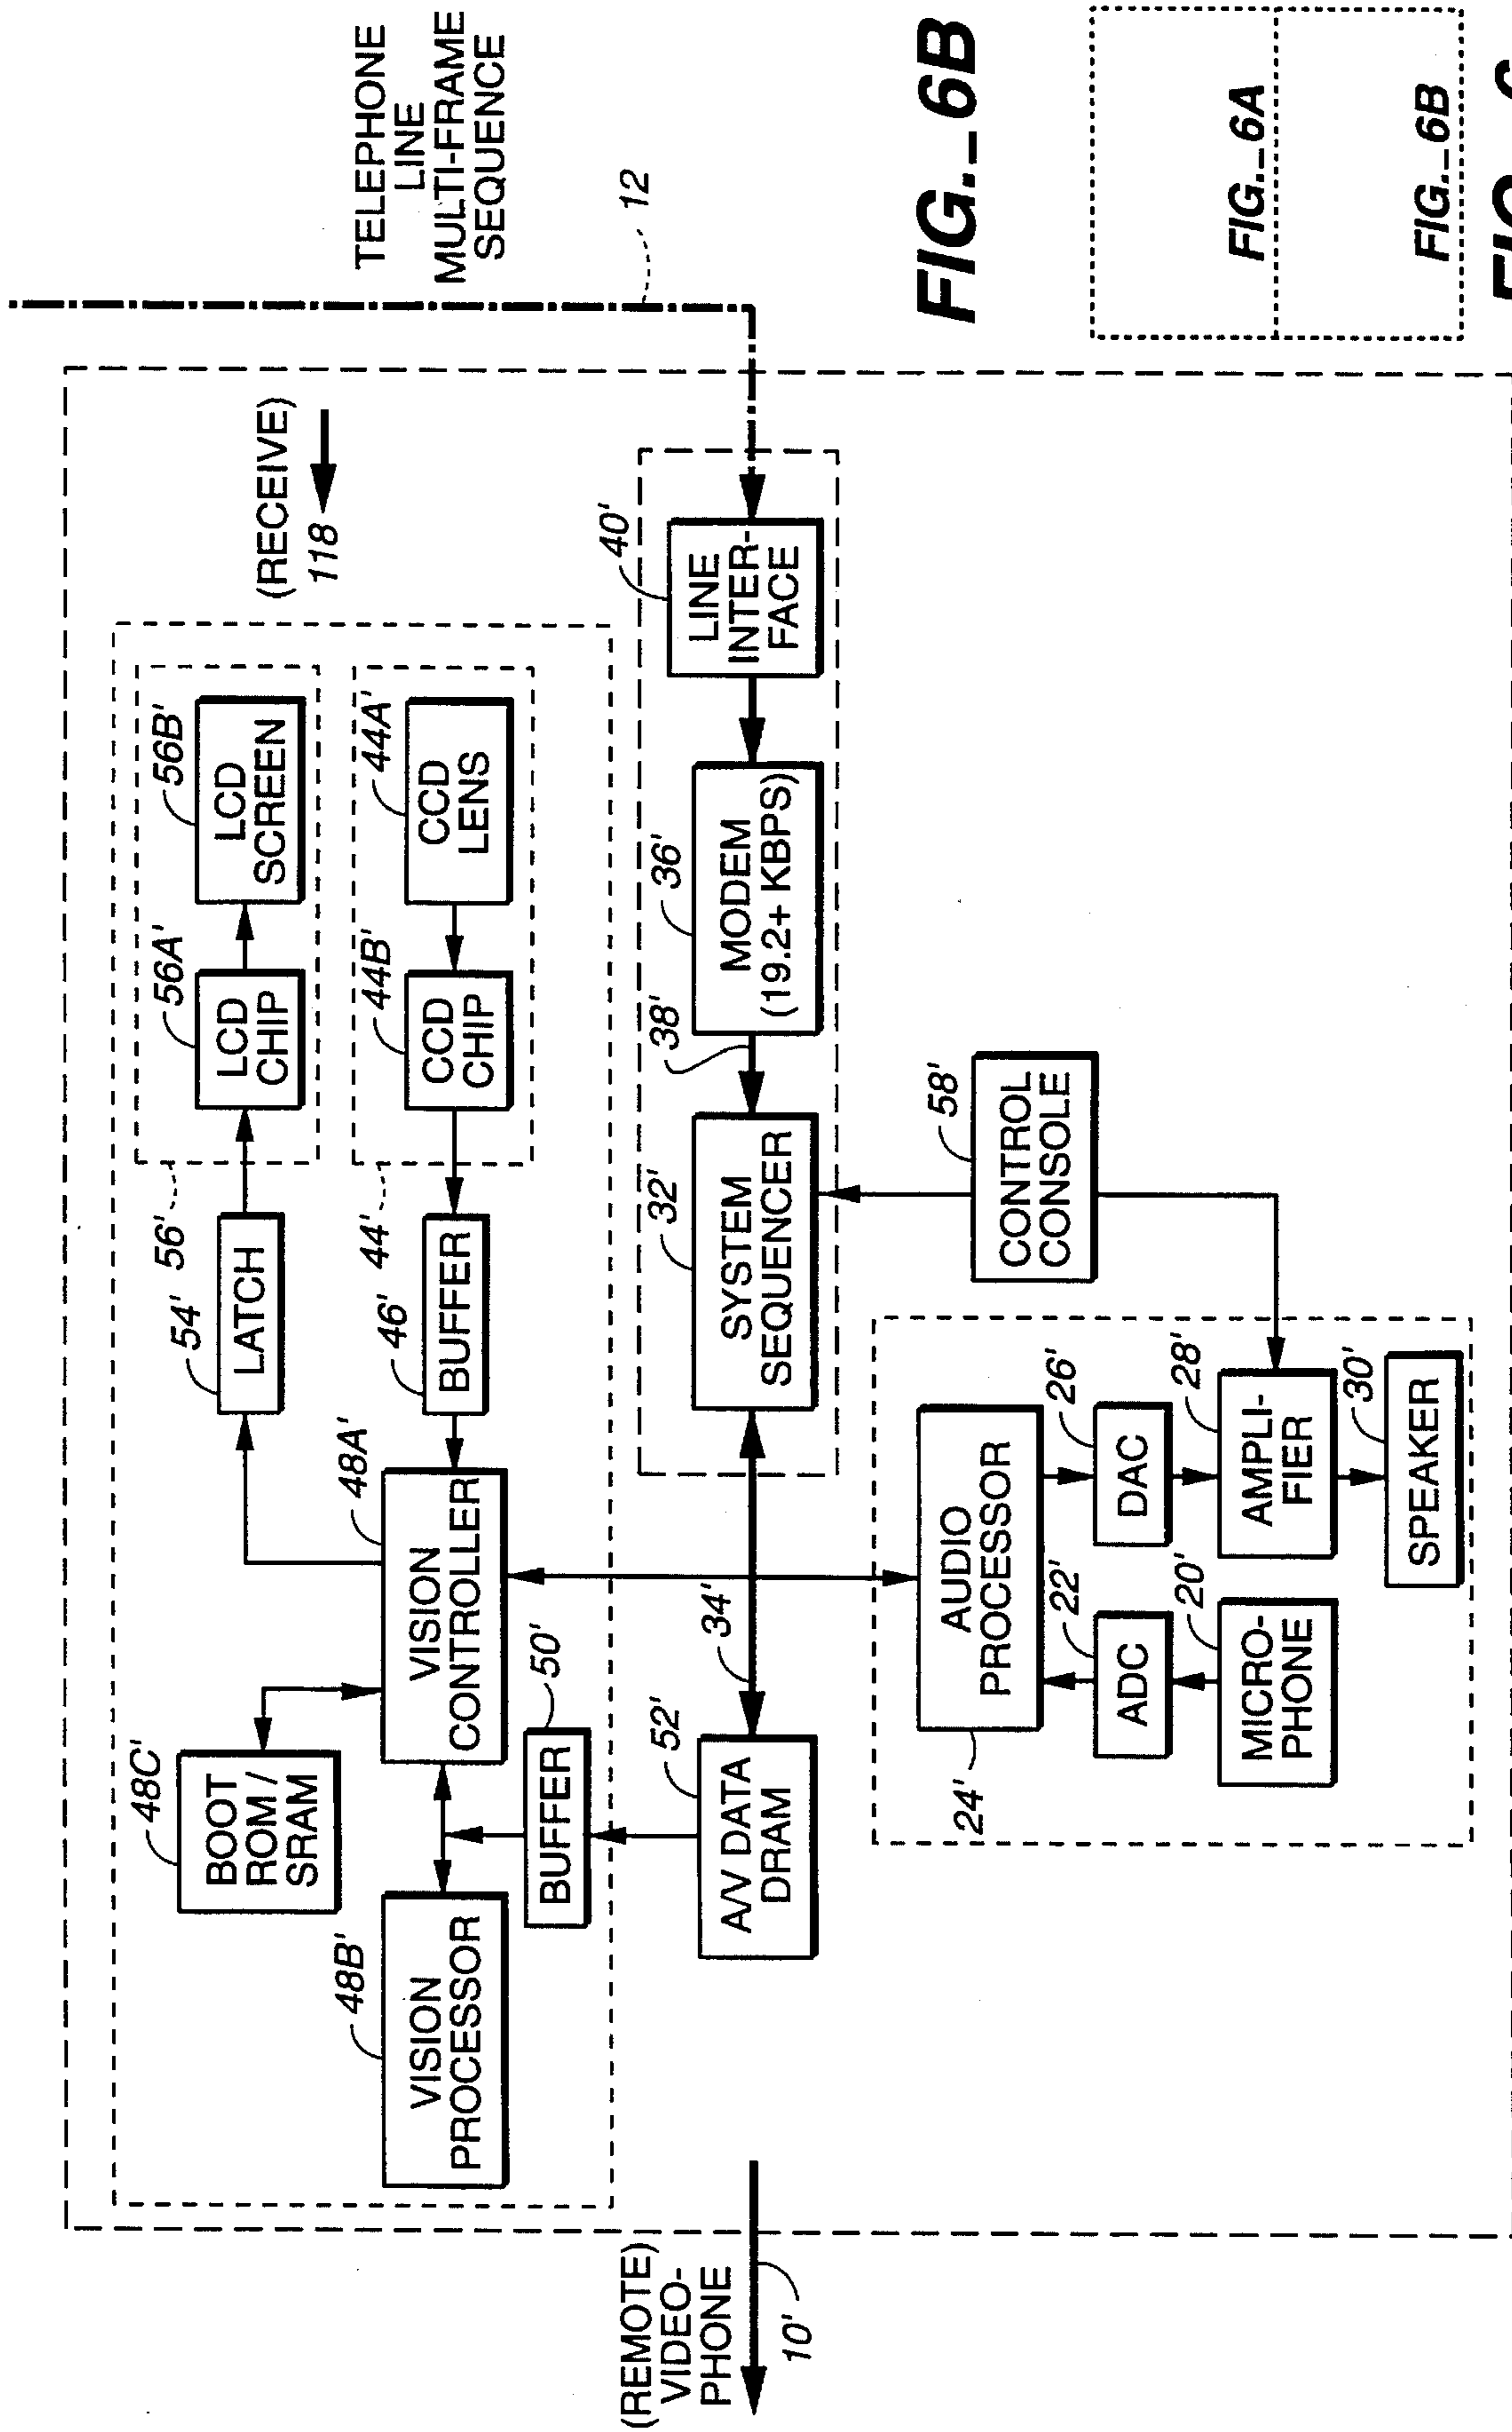 TELEPHONE
LINE
MULTI-FRAME
SEQUENCE
12
(RECEIVE)
118
56B'
LCD
SCREEN
56A'
LCD
CHIP
56'
54'
LATCH
44A'
CCD
LENS
44B'
CCD
CHIP
44'
46'
BUFFER
48A'
VISION
CONTROLLER
48C'
BOOT
ROM /
SRAM
48B'
VISION
PROCESSOR
50'
BUFFER
40'
LINE
INTER-
FACE
36'
MODEM
(19.2+ KBPS)
38'
32'
SYSTEM
SEQUENCER
34'
52'
A/V DATA
DRAM
58'
CONTROL
CONSOLE
AUDIO
PROCESSOR
24'
26'
DAC
22'
ADC
28'
AMPLI-
FIER
20'
MICRO-
PHONE
30'
SPEAKER
(REMOTE)
VIDEO-
PHONE
10'
FIG._6B
FIG._6A
FIG._6B